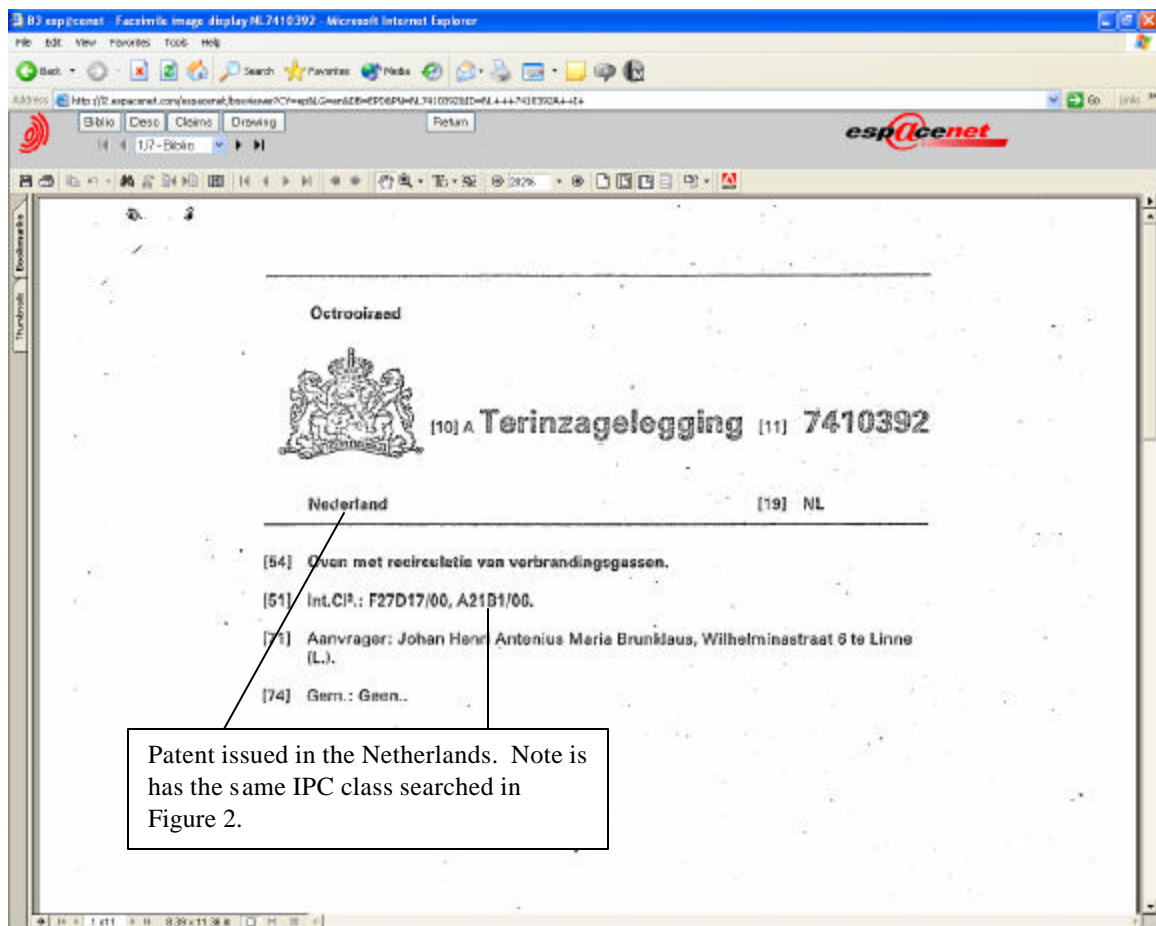 B3 esp@cenet - Facsimile image display NL7410392 - Microsoft Internet Explorer
File Edit View Favorites Tools Help
Back Search Favorites Media
Address Go Links
Biblio Desc Claims Drawing Return
1/7 - Biblio
esp@cenet
282%
Bookmarks
Thumbnails
Octrooiraad
[10] A Terinzagelegging [11] 7410392
Nederland [19] NL
[54] Oven met recirculatie van verbrandingsgassen.
[51] Int.Cl².: F27D17/00, A21B1/00.
[71] Aanvrager: Johan Henri Antonius Maria Brunklaus, Wilhelminastraat 6 te Linne
(L.).
[74] Gem.: Geen..
Patent issued in the Netherlands. Note is
has the same IPC class searched in
Figure 2.